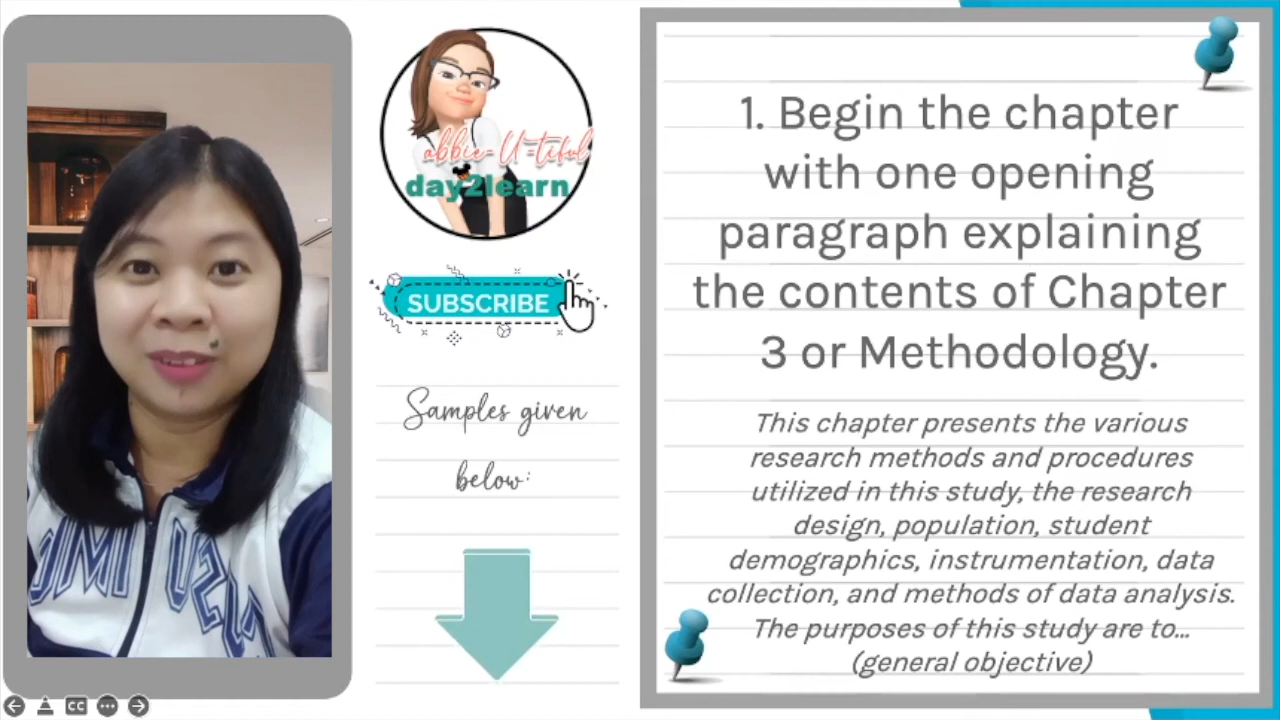 abbie-U-tiful
day2learn
SUBSCRIBE
Samples given
below:
1. Begin the chapter
with one opening
paragraph explaining
the contents of Chapter
3 or Methodology.
This chapter presents the various
research methods and procedures
utilized in this study, the research
design, population, student
demographics, instrumentation, data
collection, and methods of data analysis.
The purposes of this study are to...
(general objective)
CC